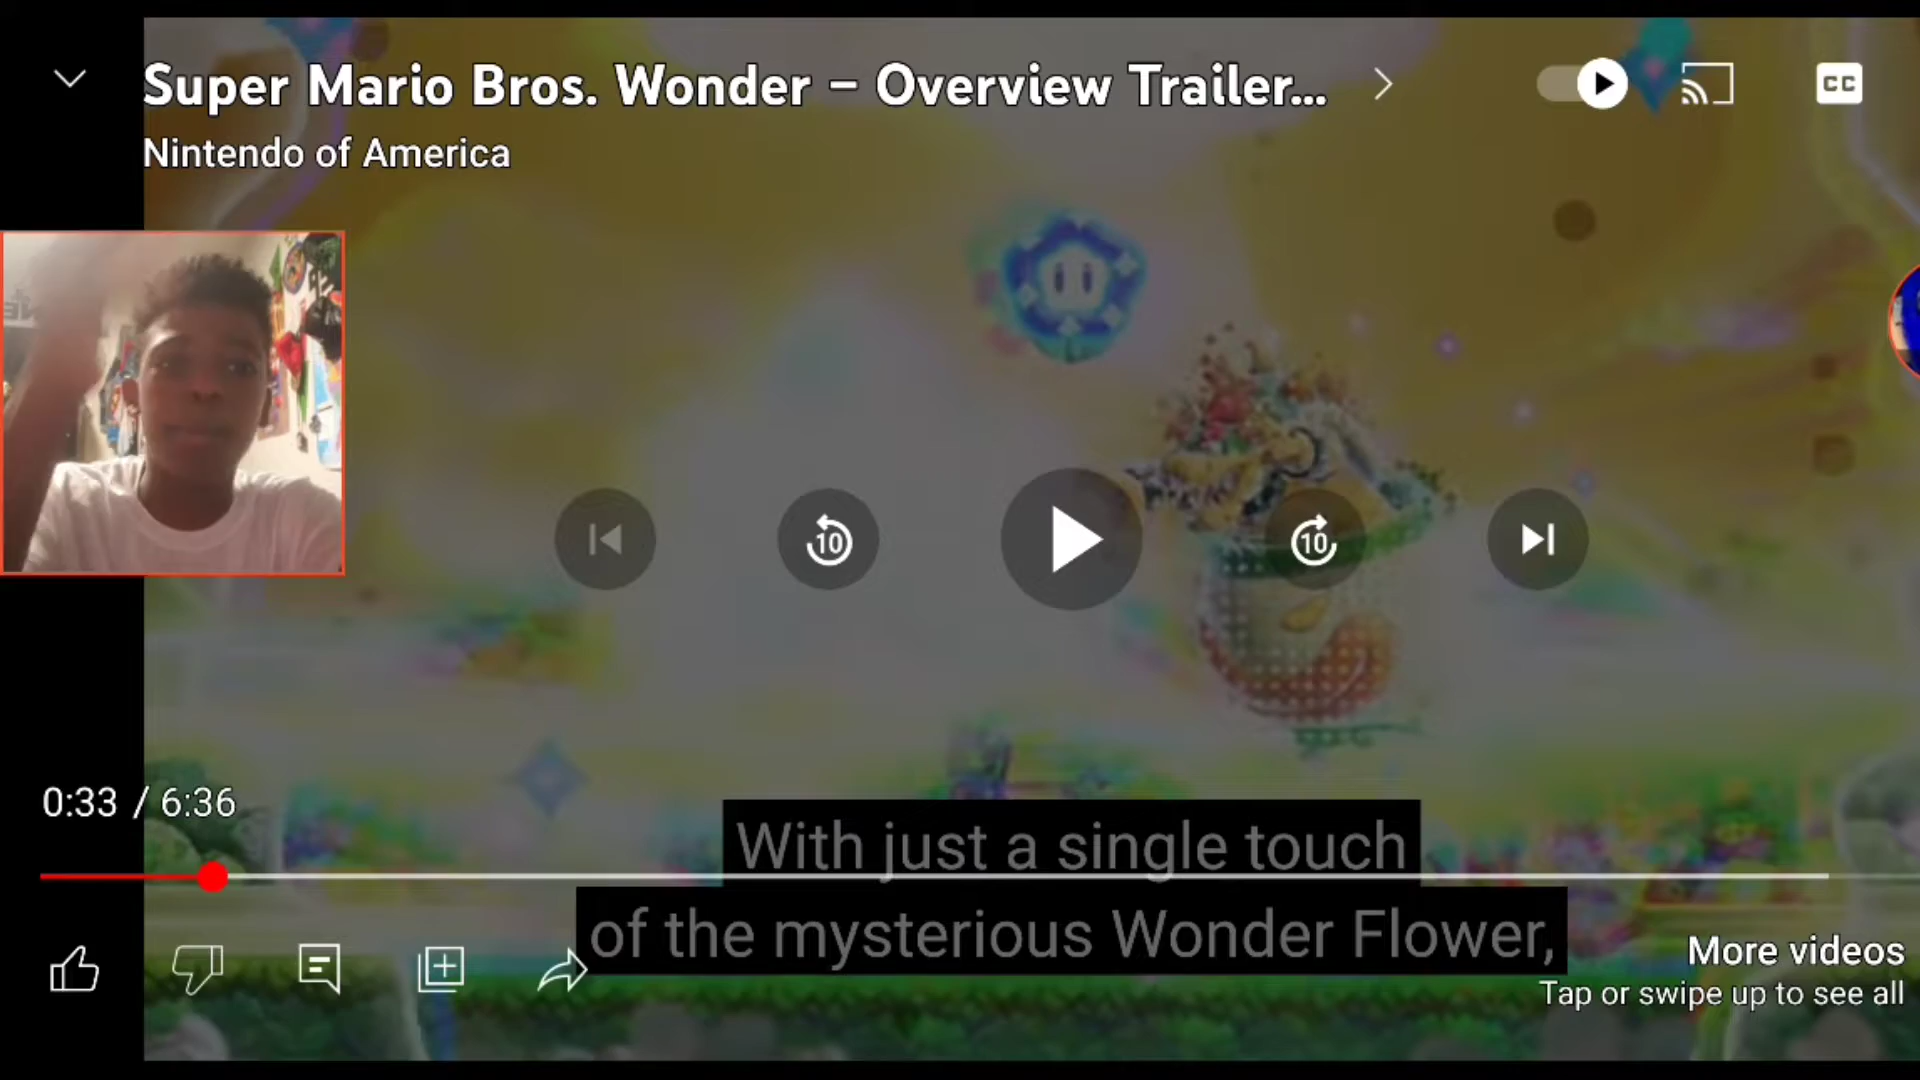 Super Mario Bros. Wonder – Overview Trailer...
Nintendo of America
CC
10
10
0:33 / 6:36
With just a single touch
of the mysterious Wonder Flower,
More videos
Tap or swipe up to see all